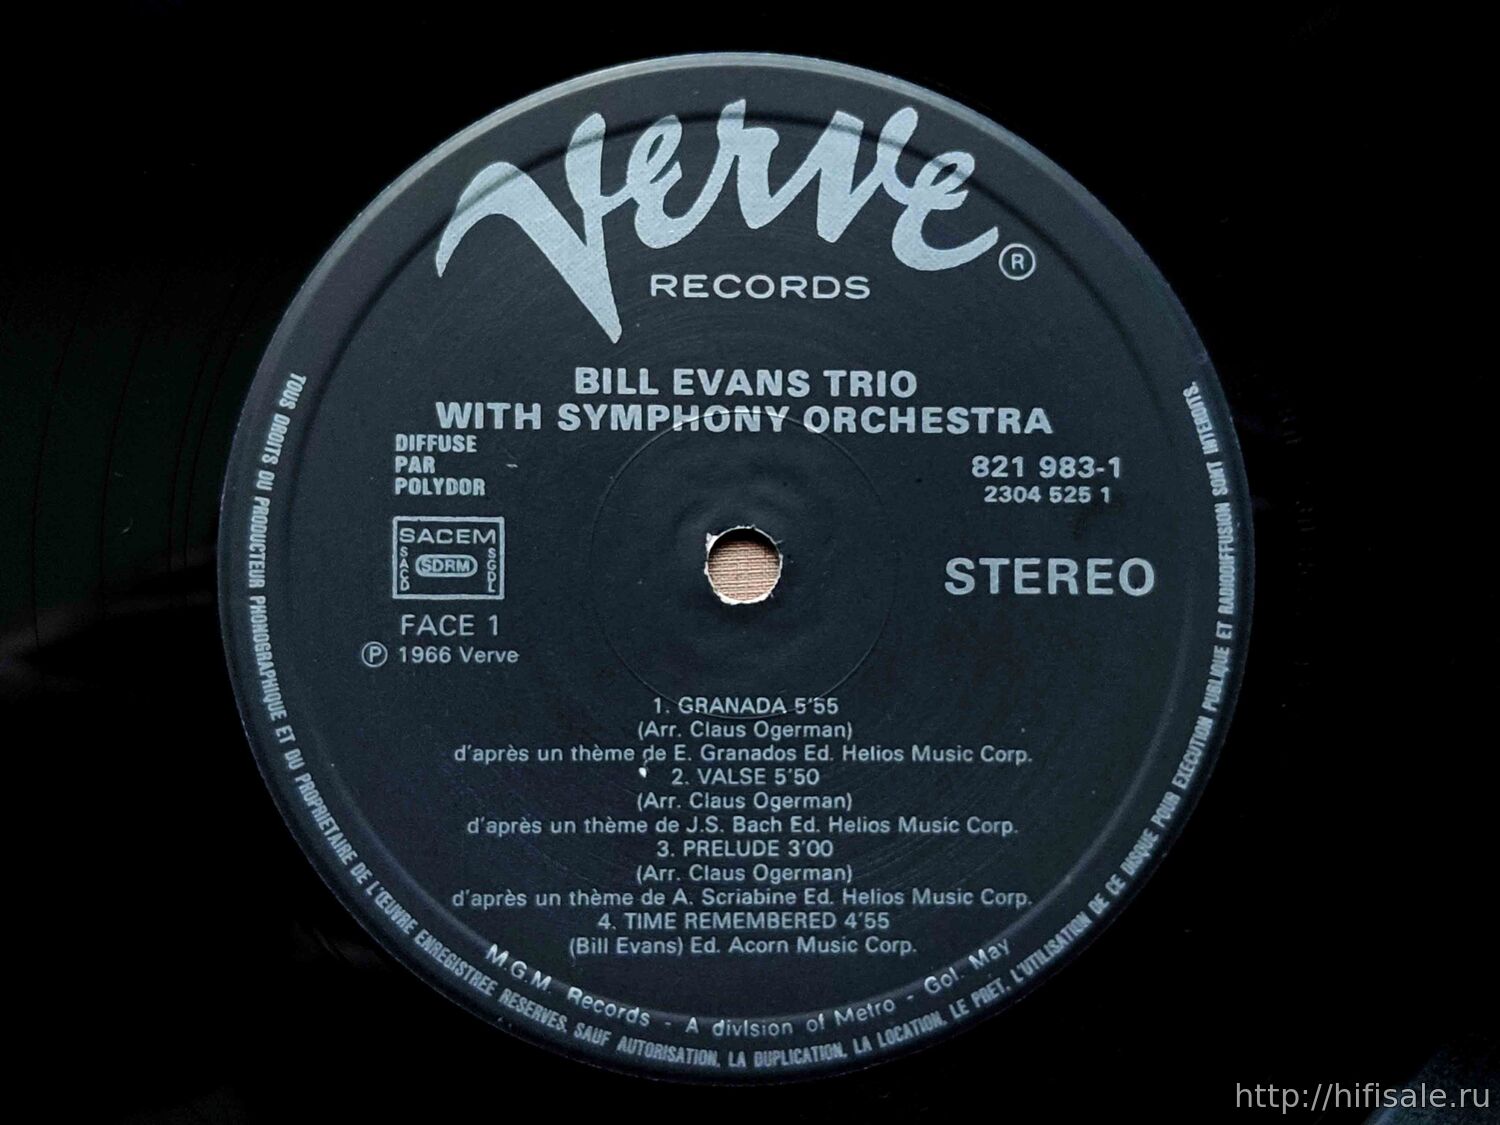 Verve
®
RECORDS
BILL EVANS TRIO
WITH SYMPHONY ORCHESTRA
DIFFUSE
PAR
POLYDOR
821 983-1
2304 525 1
SACEM
SACD
SDRM
SGDL
STEREO
FACE 1
Ⓟ 1966 Verve
1. GRANADA 5'55
(Arr. Claus Ogerman)
d'après un thème de E. Granados Ed. Helios Music Corp.
2. VALSE 5'50
(Arr. Claus Ogerman)
d'après un thème de J.S. Bach Ed. Helios Music Corp.
3. PRELUDE 3'00
(Arr. Claus Ogerman)
d'après un thème de A. Scriabine Ed. Helios Music Corp.
4. TIME REMEMBERED 4'55
(Bill Evans) Ed. Acorn Music Corp.
M.G.M. Records - A division of Metro - Gol. May
TOUS DROITS DU PRODUCTEUR PHONOGRAPHIQUE ET DU PROPRIETAIRE DE L'ŒUVRE ENREGISTREE RESERVES. SAUF AUTORISATION, LA DUPLICATION, LA LOCATION, LE PRET, L'UTILISATION DE CE DISQUE POUR EXECUTION PUBLIQUE ET RADIODIFFUSION SONT INTERDITS.
http://hifisale.ru